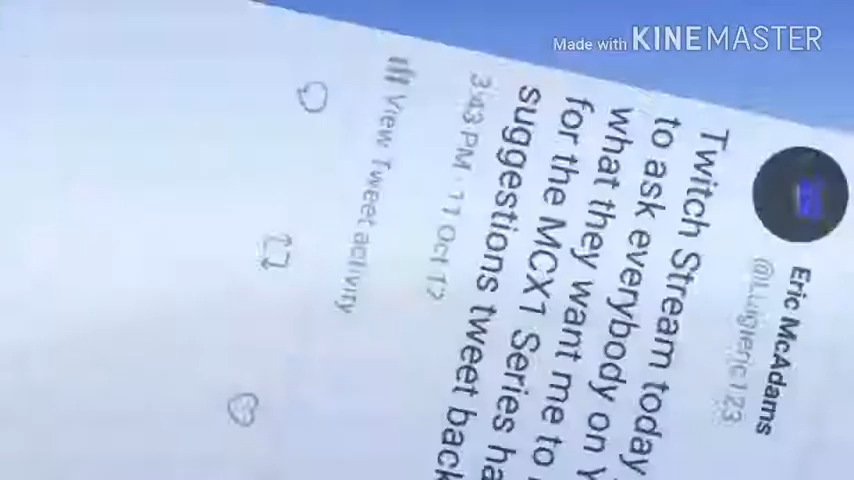 Made with KINEMASTER
Eric McAdams
@Luigieric123
Twitch Stream today
to ask everybody on
what they want me to
for the MCX1 Series ha
suggestions tweet back
3:43 PM · 11 Oct 17
View Tweet activity